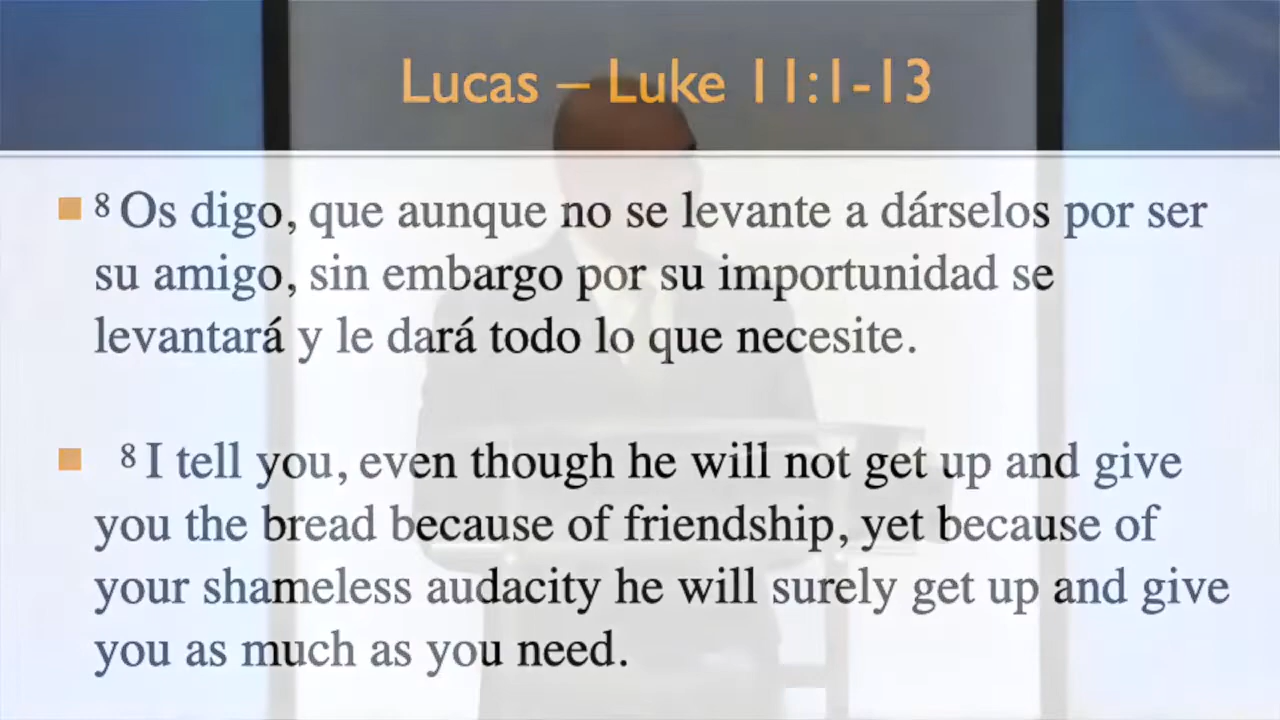 Lucas – Luke 11:1-13
8 Os digo, que aunque no se levante a dárselos por ser
su amigo, sin embargo por su importunidad se
levantará y le dará todo lo que necesite.
8 I tell you, even though he will not get up and give
you the bread because of friendship, yet because of
your shameless audacity he will surely get up and give
you as much as you need.